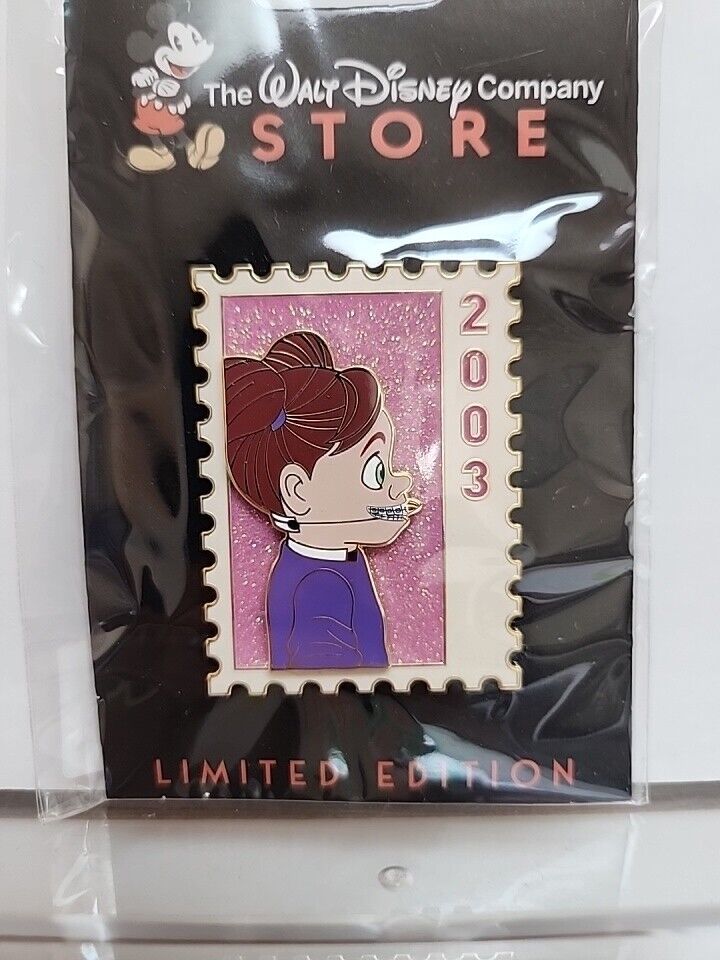 The WALT DISNEY Company
STORE
2003
LIMITED EDITION